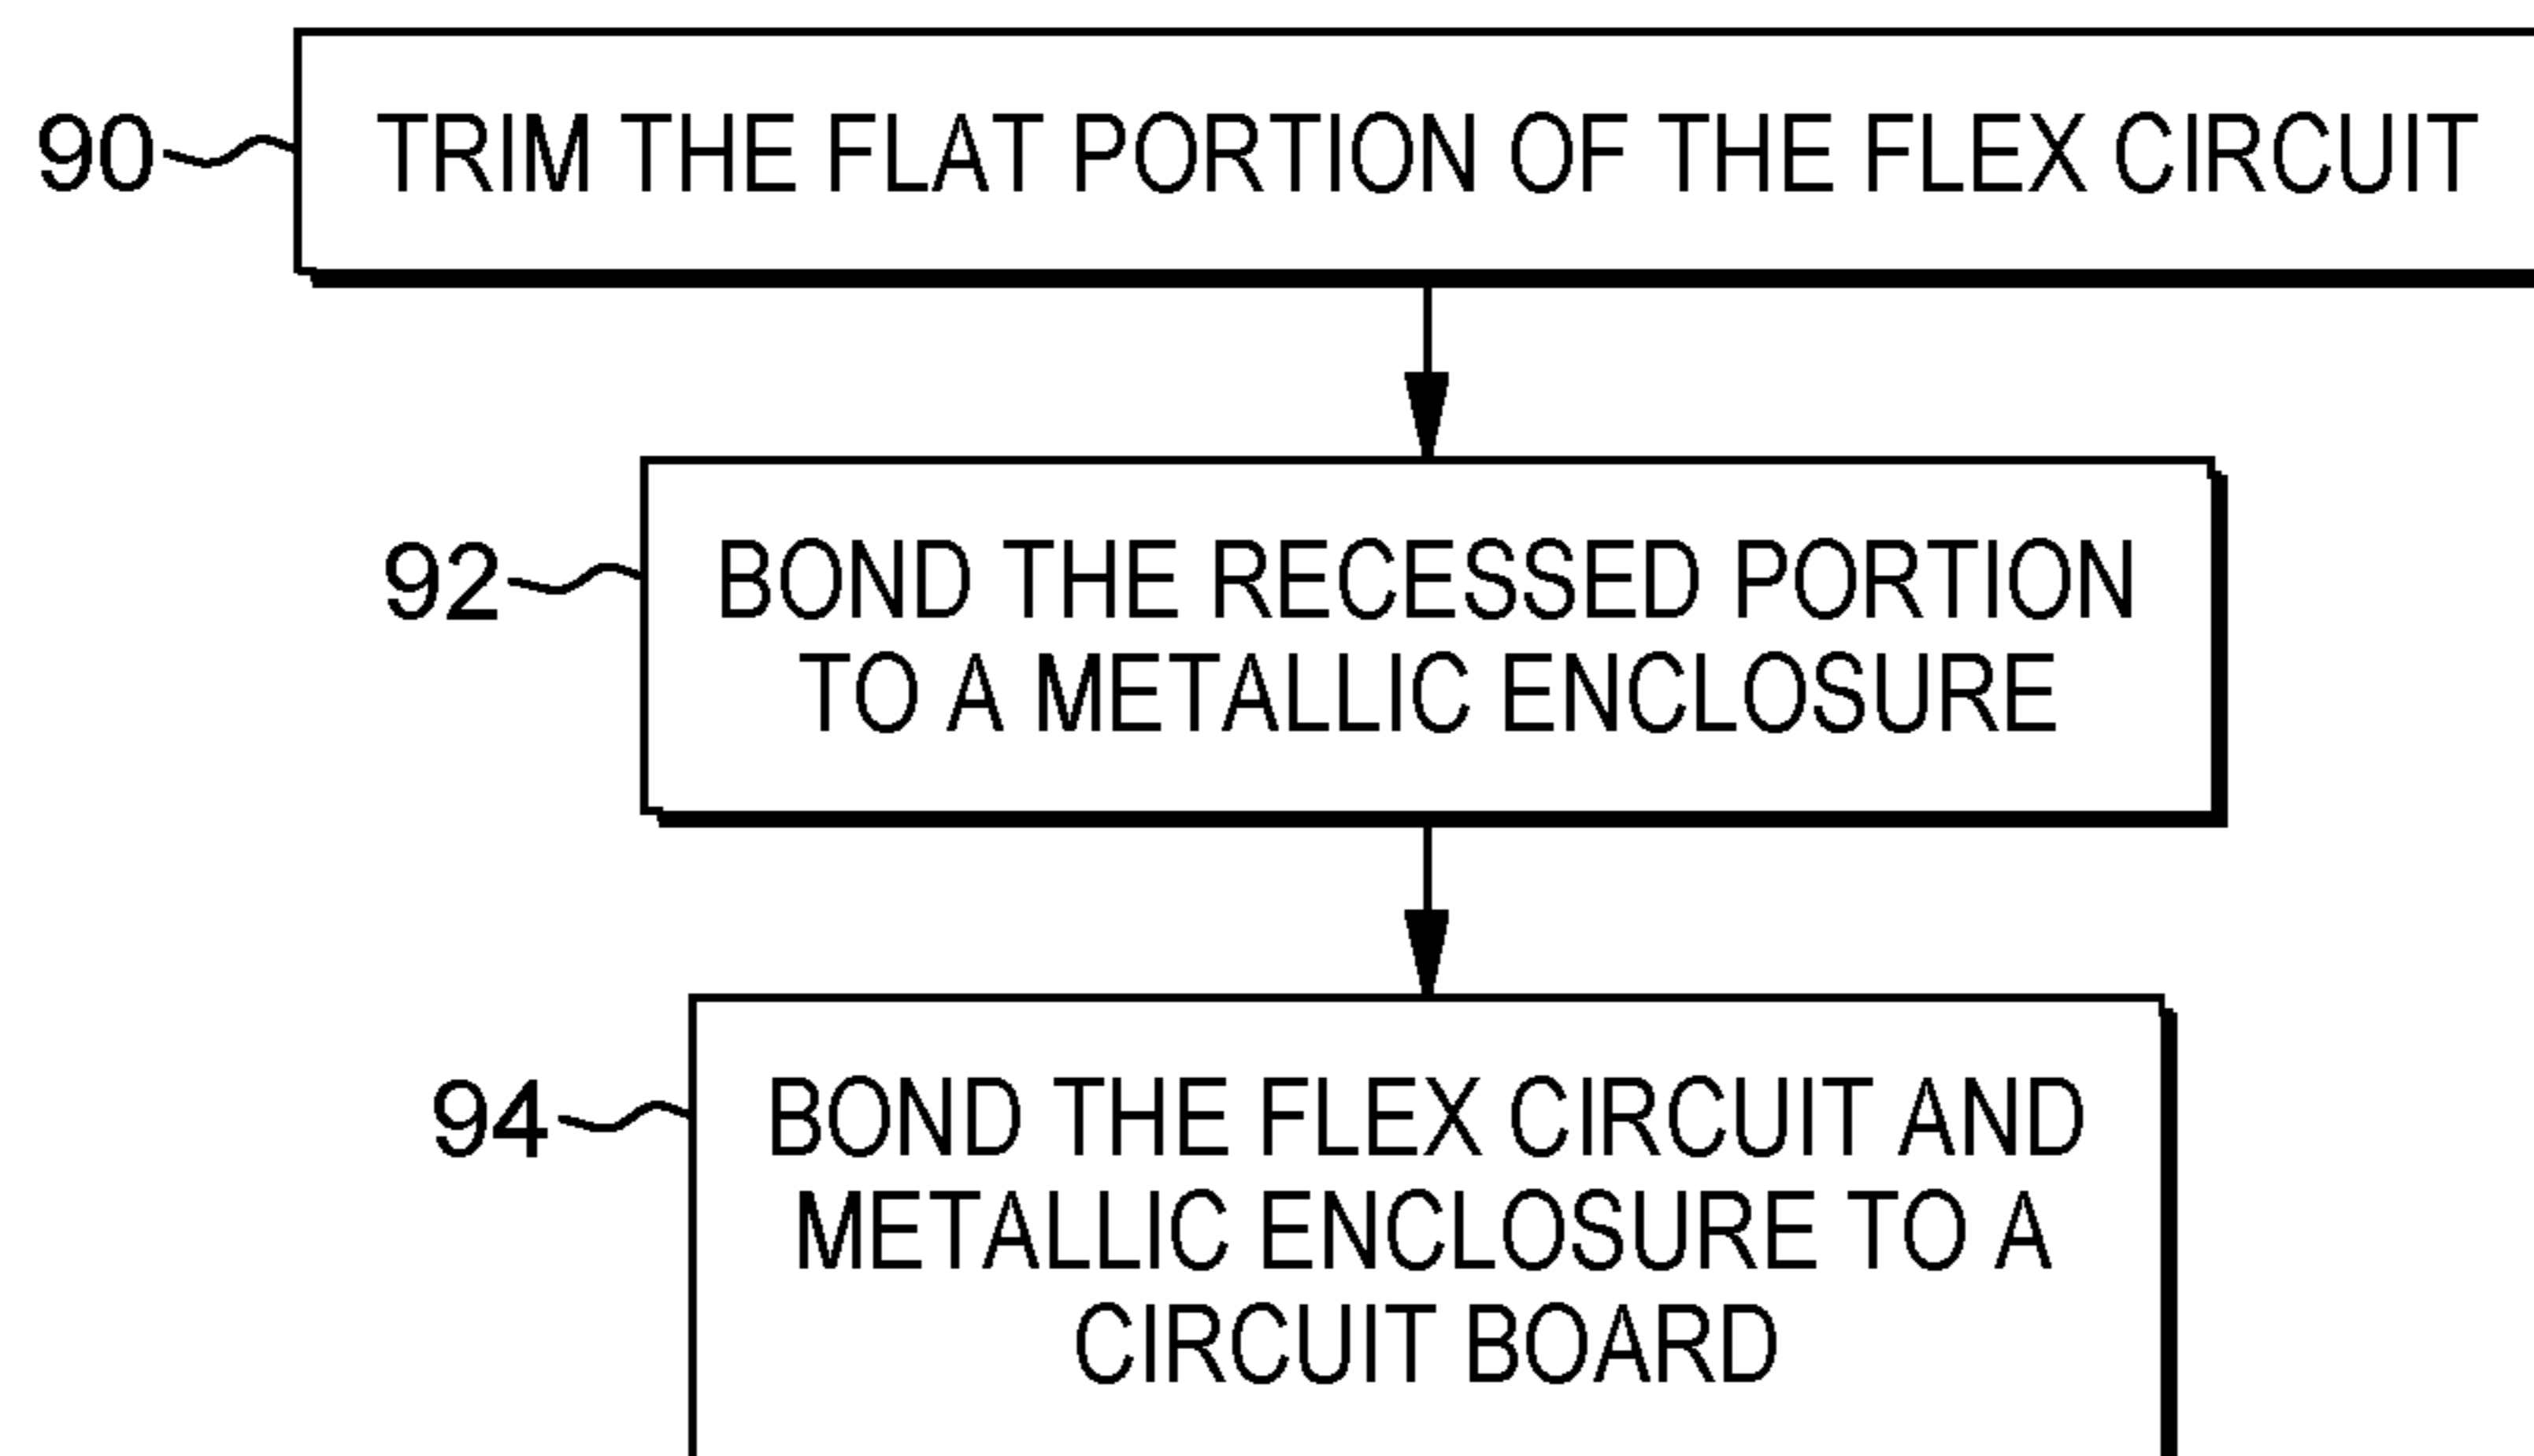 90 TRIM THE FLAT PORTION OF THE FLEX CIRCUIT
92 BOND THE RECESSED PORTION
TO A METALLIC ENCLOSURE
94 BOND THE FLEX CIRCUIT AND
METALLIC ENCLOSURE TO A
CIRCUIT BOARD